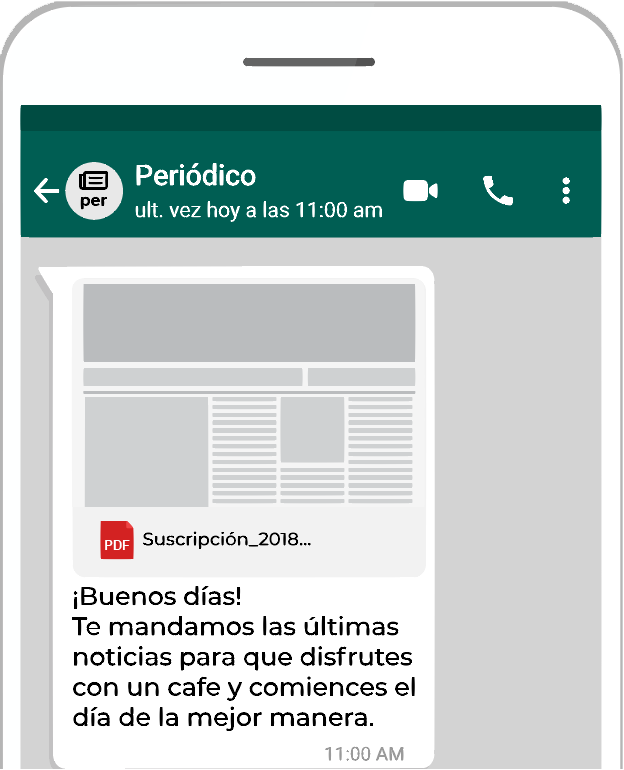 per
Periódico
ult. vez hoy a las 11:00 am
PDF
Suscripción_2018...
¡Buenos días!
Te mandamos las últimas
noticias para que disfrutes
con un cafe y comiences el
día de la mejor manera.
11:00 AM